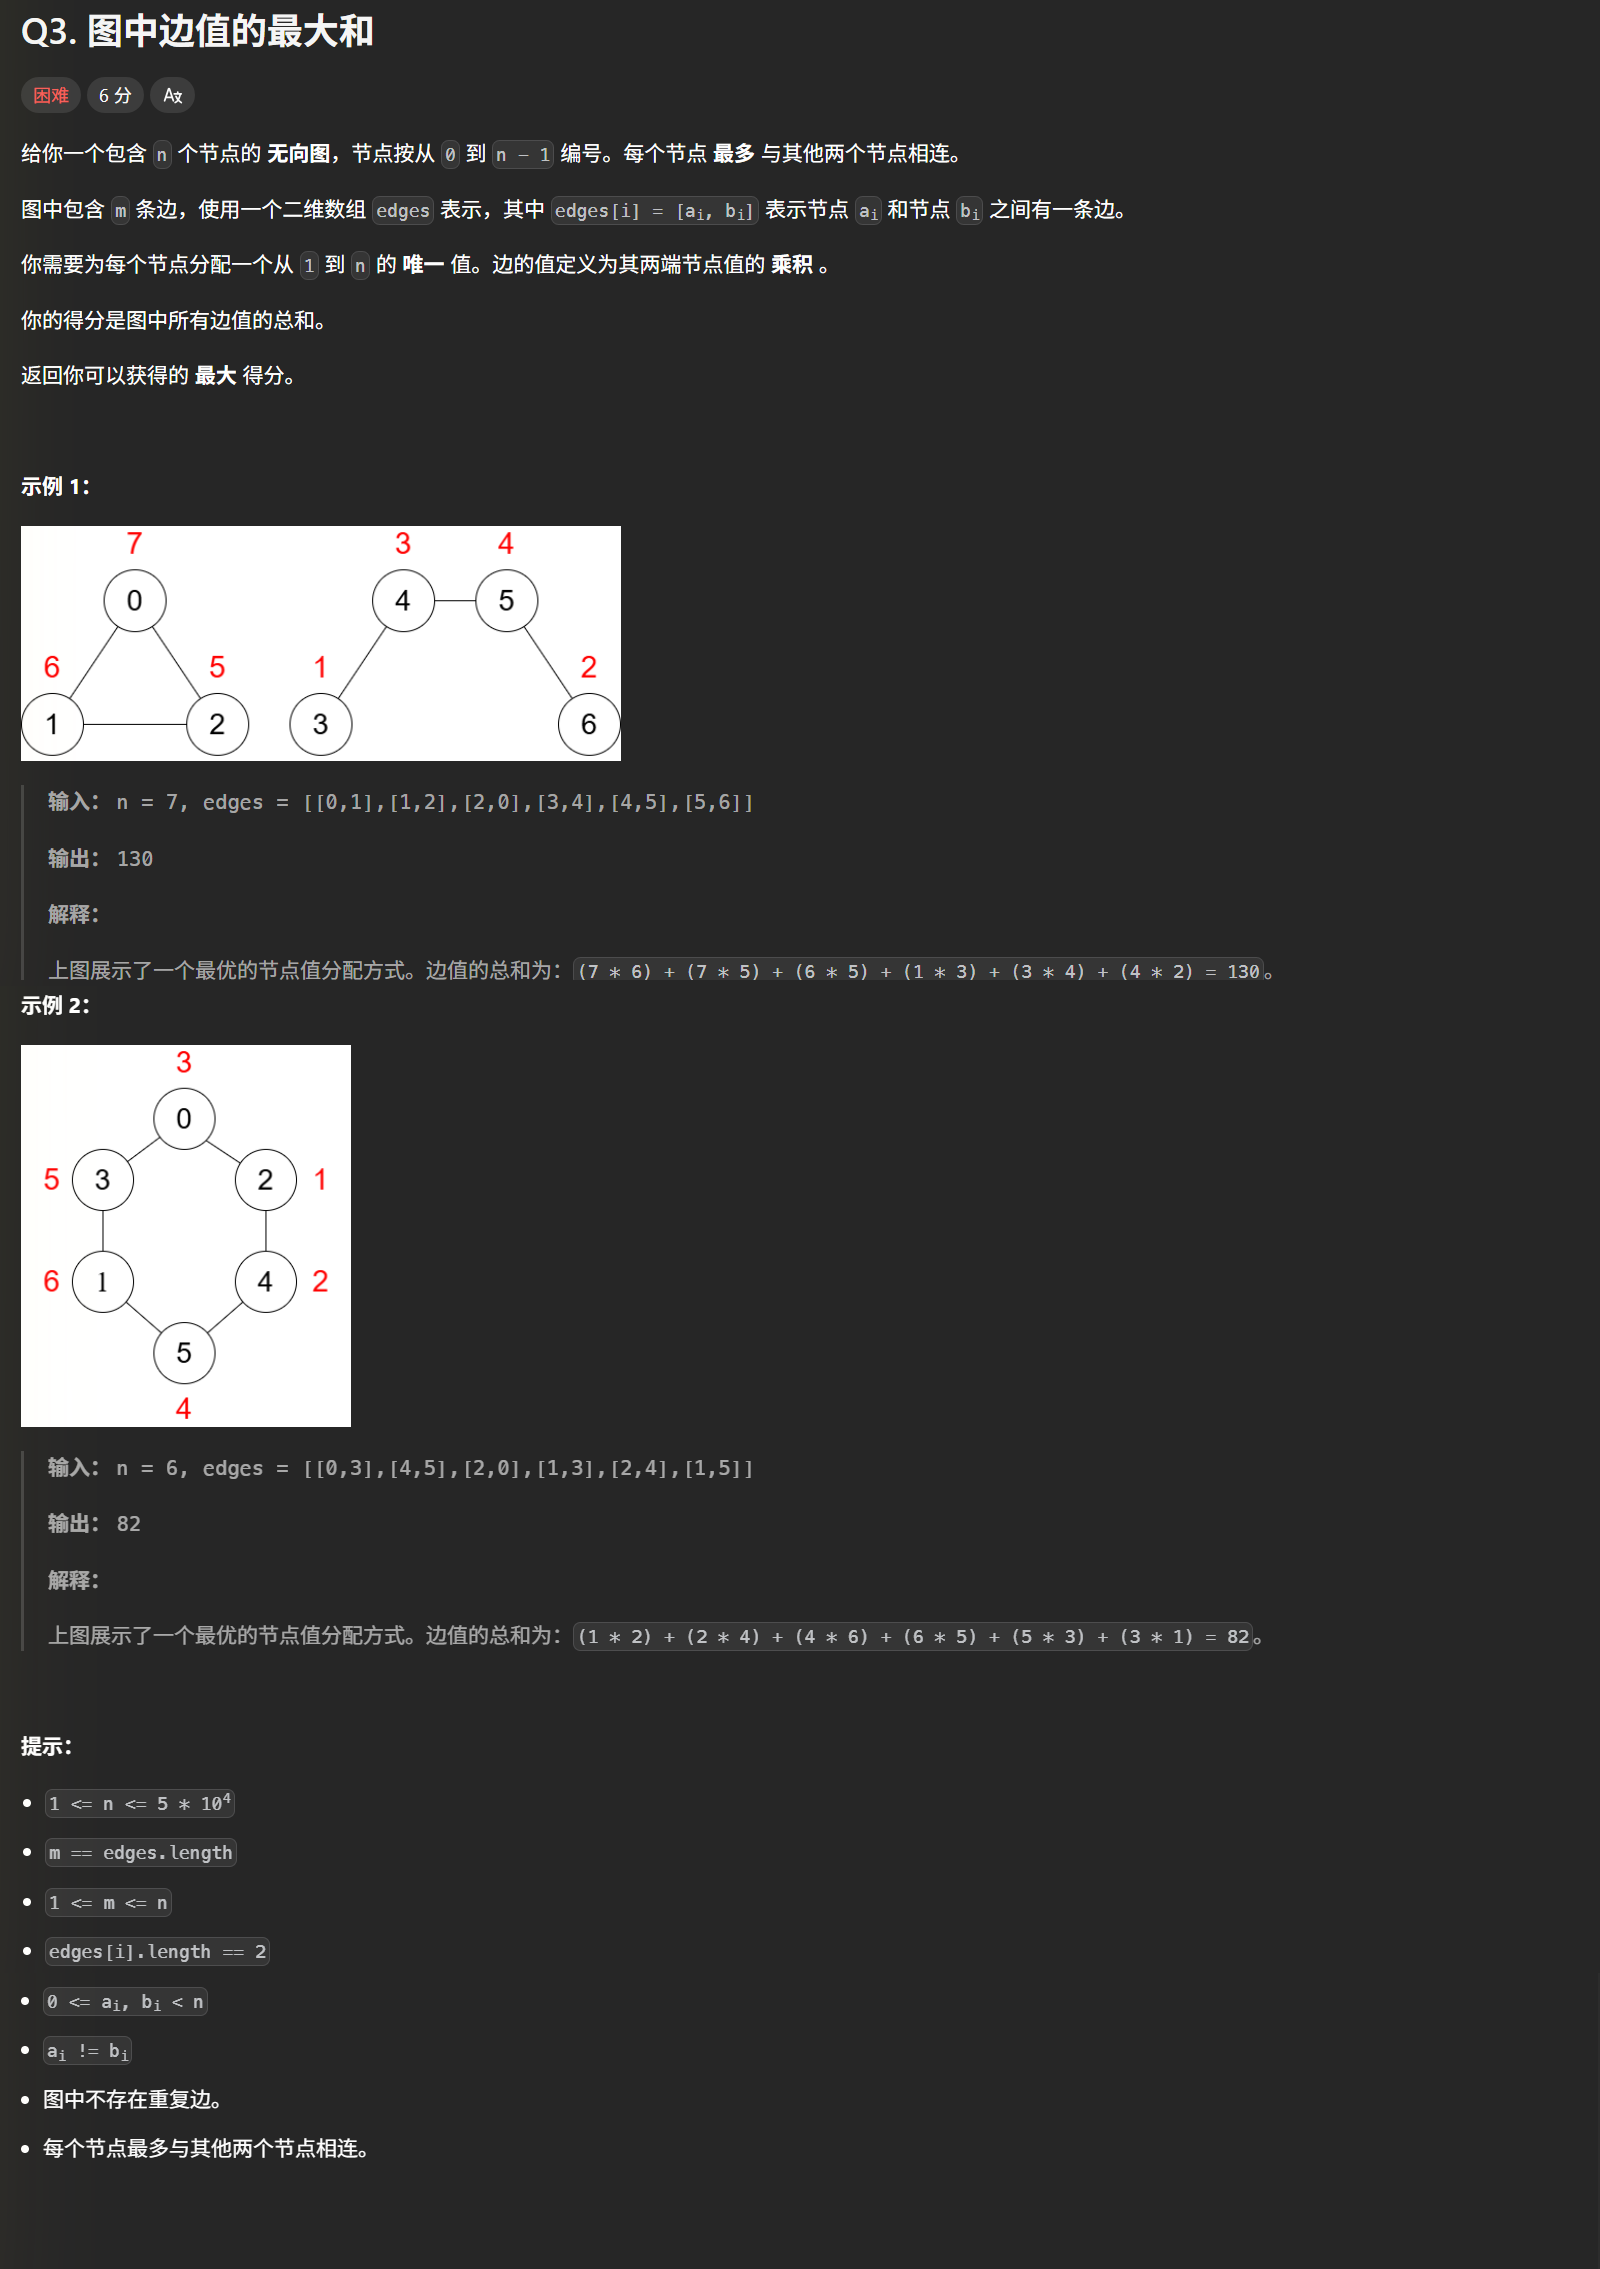 Q3. 图中边值的最大和
困难 6 分
给你一个包含 n 个节点的 无向图，节点按从 0 到 n - 1 编号。每个节点 最多 与其他两个节点相连。
图中包含 m 条边，使用一个二维数组 edges 表示，其中 edges[i] = [aᵢ, bᵢ] 表示节点 aᵢ 和节点 bᵢ 之间有一条边。
你需要为每个节点分配一个从 1 到 n 的 唯一 值。边的值定义为其两端节点值的 乘积 。
你的得分是图中所有边值的总和。
返回你可以获得的 最大 得分。
示例 1：
7 3 4
0 4 5
6 5 1 2
1 2 3 6
输入： n = 7, edges = [[0,1],[1,2],[2,0],[3,4],[4,5],[5,6]]
输出： 130
解释：
上图展示了一个最优的节点值分配方式。边值的总和为：(7 * 6) + (7 * 5) + (6 * 5) + (1 * 3) + (3 * 4) + (4 * 2) = 130。
示例 2：
3
0
5 3 2 1
6 1 4 2
5
4
输入： n = 6, edges = [[0,3],[4,5],[2,0],[1,3],[2,4],[1,5]]
输出： 82
解释：
上图展示了一个最优的节点值分配方式。边值的总和为：(1 * 2) + (2 * 4) + (4 * 6) + (6 * 5) + (5 * 3) + (3 * 1) = 82。
提示：
• 1 <= n <= 5 * 10⁴
• m == edges.length
• 1 <= m <= n
• edges[i].length == 2
• 0 <= aᵢ, bᵢ < n
• aᵢ != bᵢ
• 图中不存在重复边。
• 每个节点最多与其他两个节点相连。